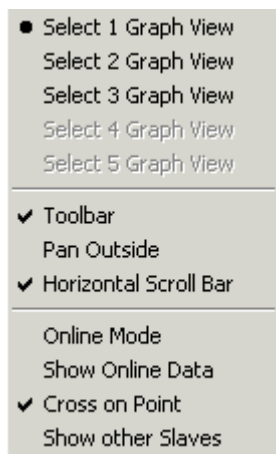 Select 1 Graph View
Select 2 Graph View
Select 3 Graph View
Select 4 Graph View
Select 5 Graph View
Toolbar
Pan Outside
Horizontal Scroll Bar
Online Mode
Show Online Data
Cross on Point
Show other Slaves